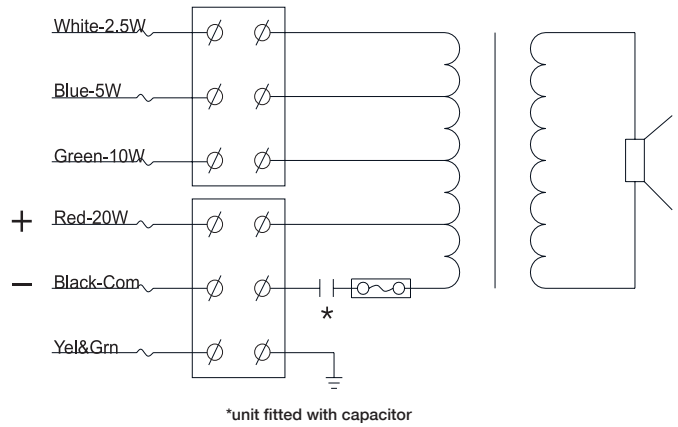 White-2.5W
Blue-5W
Green-10W
+ Red-20W
− Black-Com
*
Yel&Grn
*unit fitted with capacitor